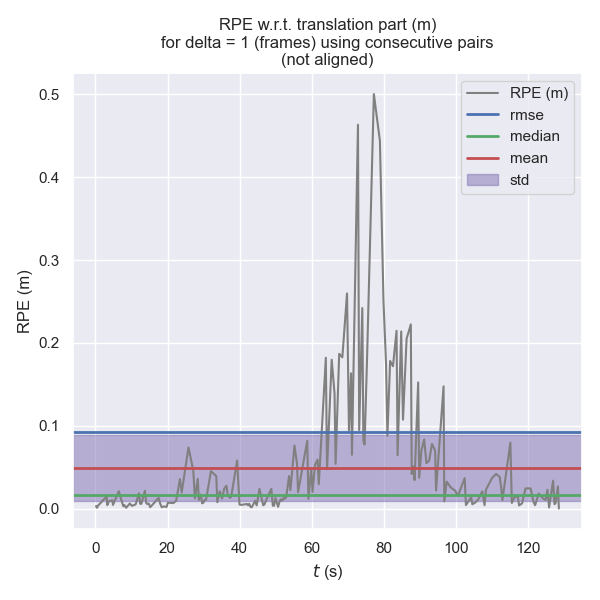 RPE w.r.t. translation part (m)
for delta = 1 (frames) using consecutive pairs
(not aligned)
RPE (m)
rmse
median
mean
std
0.5
0.4
0.3
0.2
0.1
0.0
RPE (m)
0 20 40 60 80 100 120
t (s)